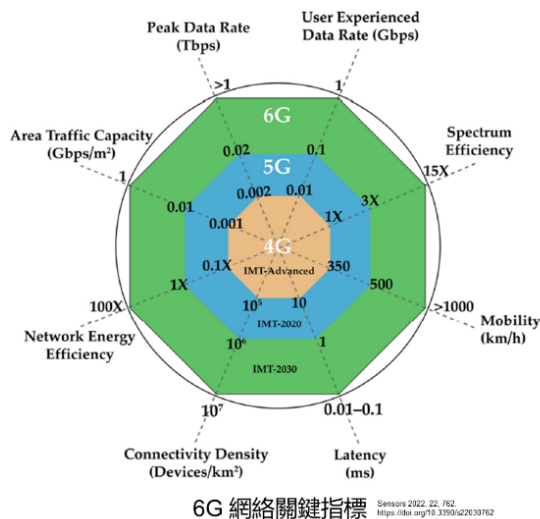 Peak Data Rate
(Tbps)
User Experienced
Data Rate (Gbps)
>1
1
6G
Area Traffic Capacity
(Gbps/m²)
Spectrum
Efficiency
0.02
0.1
5G
1
15X
0.002
0.01
0.01
3X
0.001
1X
4G
0.1X
IMT-Advanced
350
1X
500
100X
10⁵
10
>1000
Network Energy
Efficiency
Mobility
(km/h)
IMT-2020
10⁶
1
IMT-2030
10⁷
0.01–0.1
Connectivity Density
(Devices/km²)
Latency
(ms)
6G 網絡關鍵指標
Sensors 2022, 22, 762.
https://doi.org/10.3390/s22030762